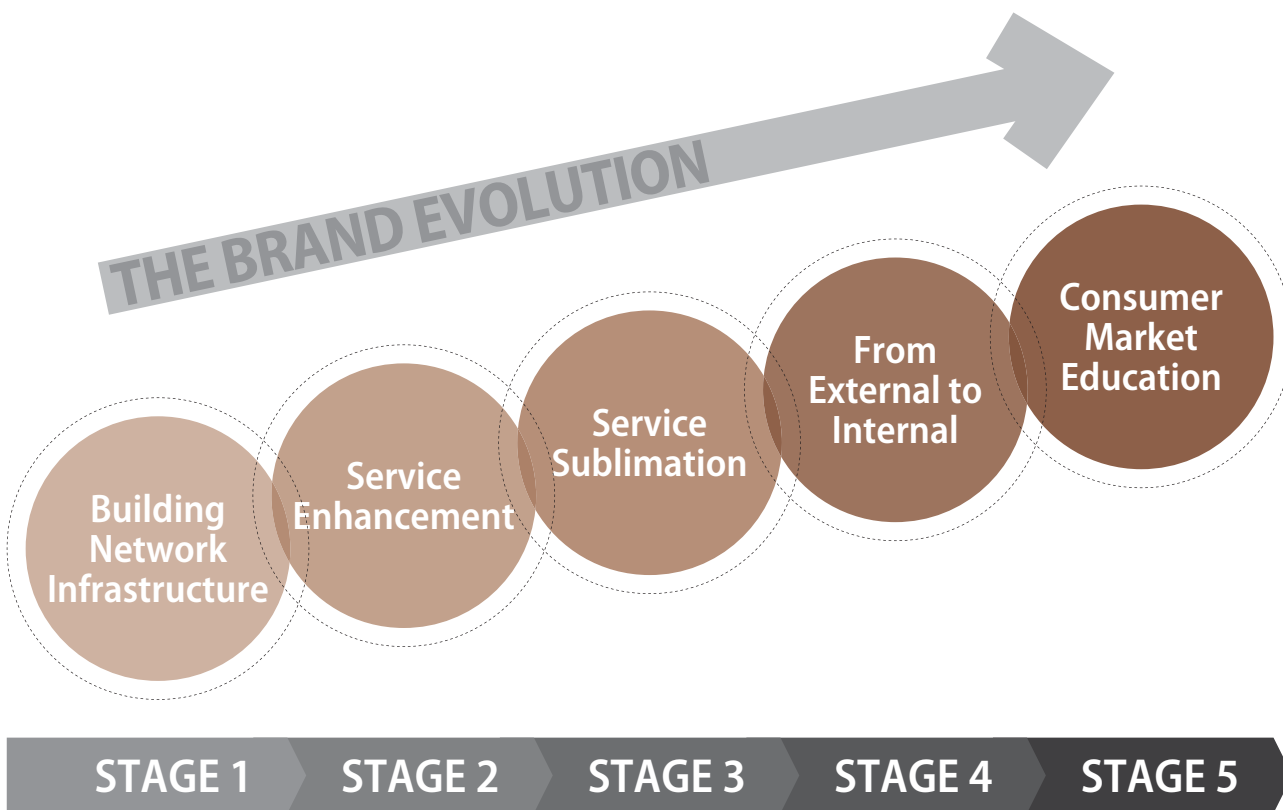 THE BRAND EVOLUTION
Building
Network
Infrastructure
Service
Enhancement
Service
Sublimation
From
External to
Internal
Consumer
Market
Education
STAGE 1
STAGE 2
STAGE 3
STAGE 4
STAGE 5